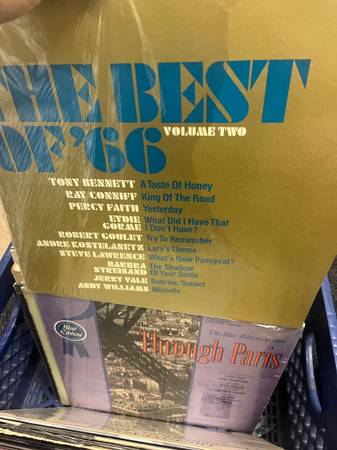 THE BEST
OF '66
VOLUME TWO
TONY BENNETT A Taste Of Honey
RAY CONNIFF King Of The Road
PERCY FAITH Yesterday
EYDIE GORME What Did I Have That I Don't Have?
ROBERT GOULET Try To Remember
ANDRE KOSTELANETZ Lara's Theme
STEVE LAWRENCE What's New Pussycat?
BARBRA STREISAND The Shadow Of Your Smile
JERRY VALE Sunrise, Sunset
ANDY WILLIAMS Michelle
Blue
Ribbon
Through Paris